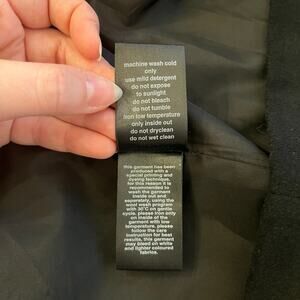 machine wash cold
only
use mild detergent
do not expose
to sunlight
do not bleach
do not tumble
iron low temperature
only inside out
do not dryclean
do not wet clean
this garment has been
produced with a
special printing and
dyeing technique.
for this reason it is
recommended to
wash the garment
inside out and
separately, using the
wool wash program
with 30°C on gentle
cycle. please iron only
on inside of the
garment with low
temperature. please
follow the care
instruction for best
results, this garment
may bleed on white
and lighter coloured
fabrics.